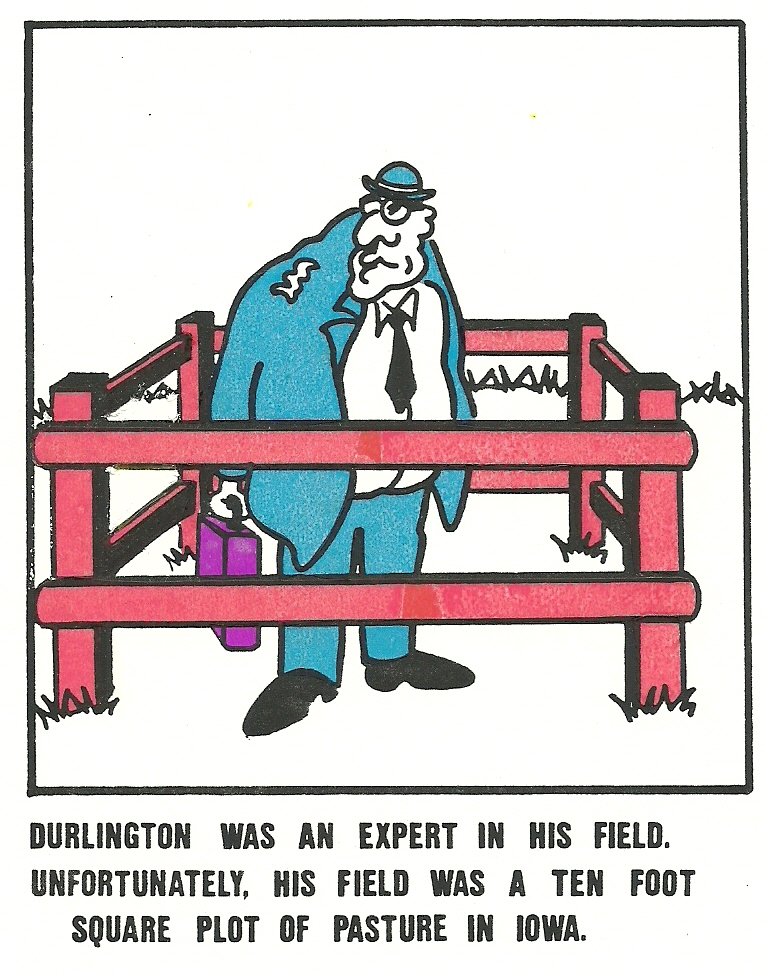 DURLINGTON WAS AN EXPERT IN HIS FIELD.
UNFORTUNATELY, HIS FIELD WAS A TEN FOOT
SQUARE PLOT OF PASTURE IN IOWA.